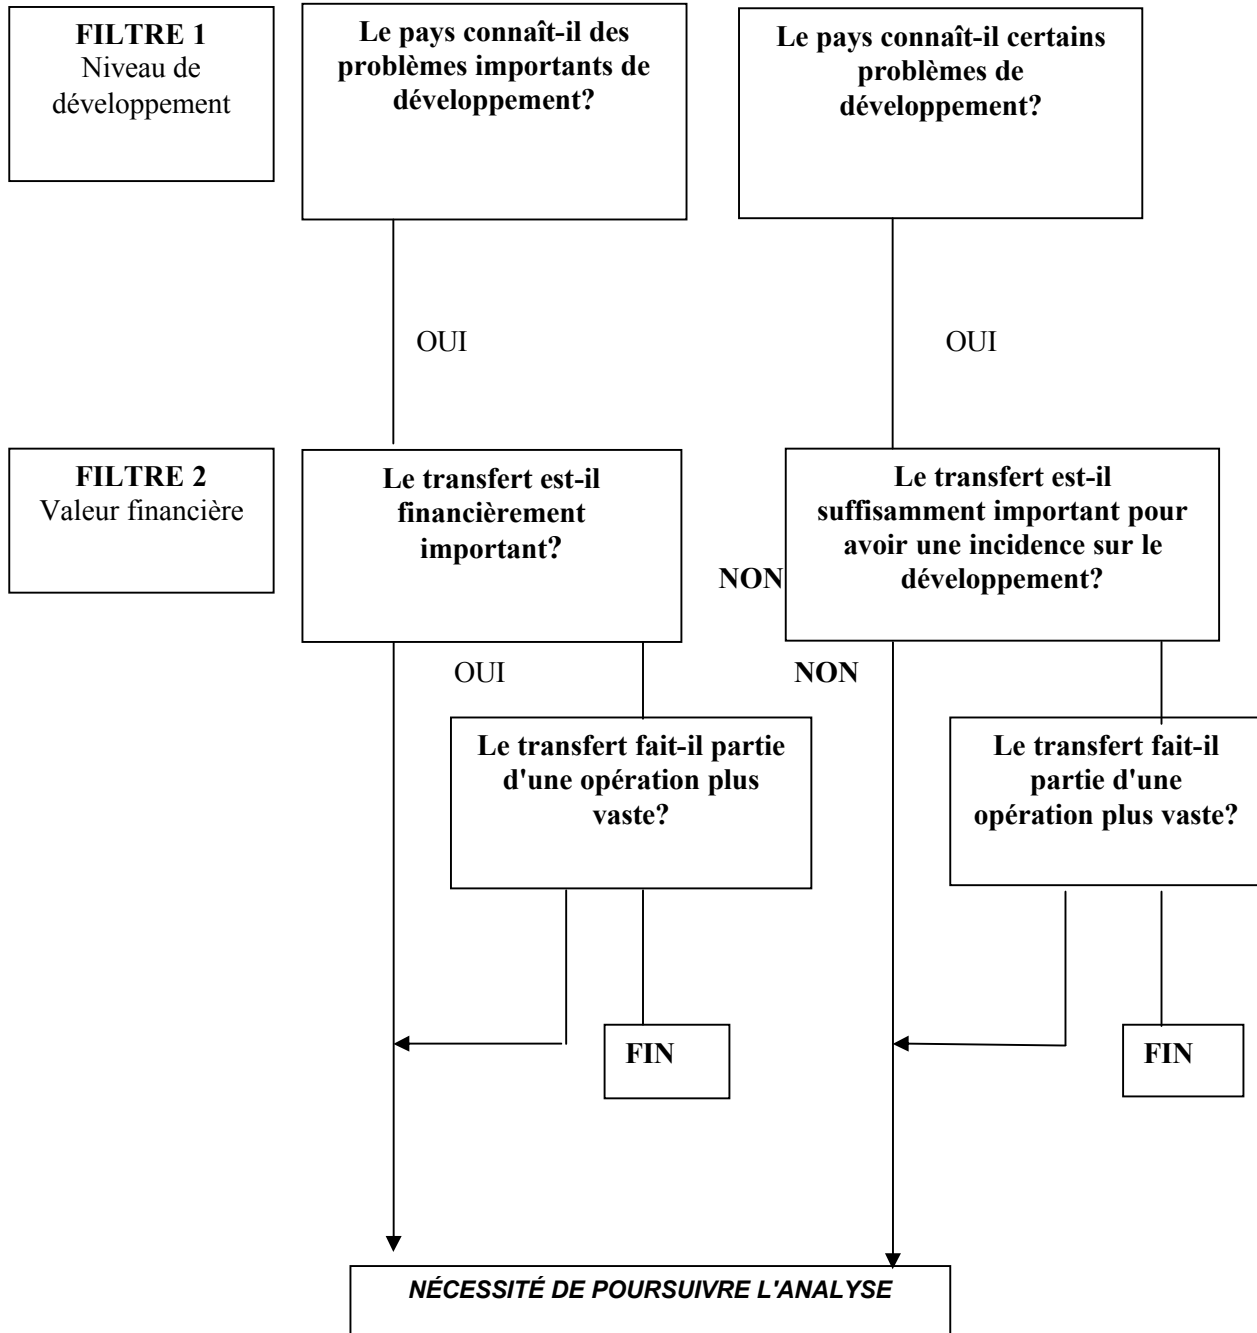 FILTRE 1
Niveau de
développement
Le pays connaît-il des
problèmes importants de
développement?
Le pays connaît-il certains
problèmes de
développement?
OUI
OUI
FILTRE 2
Valeur financière
Le transfert est-il
financièrement
important?
NON
Le transfert est-il
suffisamment important pour
avoir une incidence sur le
développement?
OUI
NON
Le transfert fait-il partie
d'une opération plus
vaste?
Le transfert fait-il
partie d'une
opération plus vaste?
FIN
FIN
NÉCESSITÉ DE POURSUIVRE L'ANALYSE